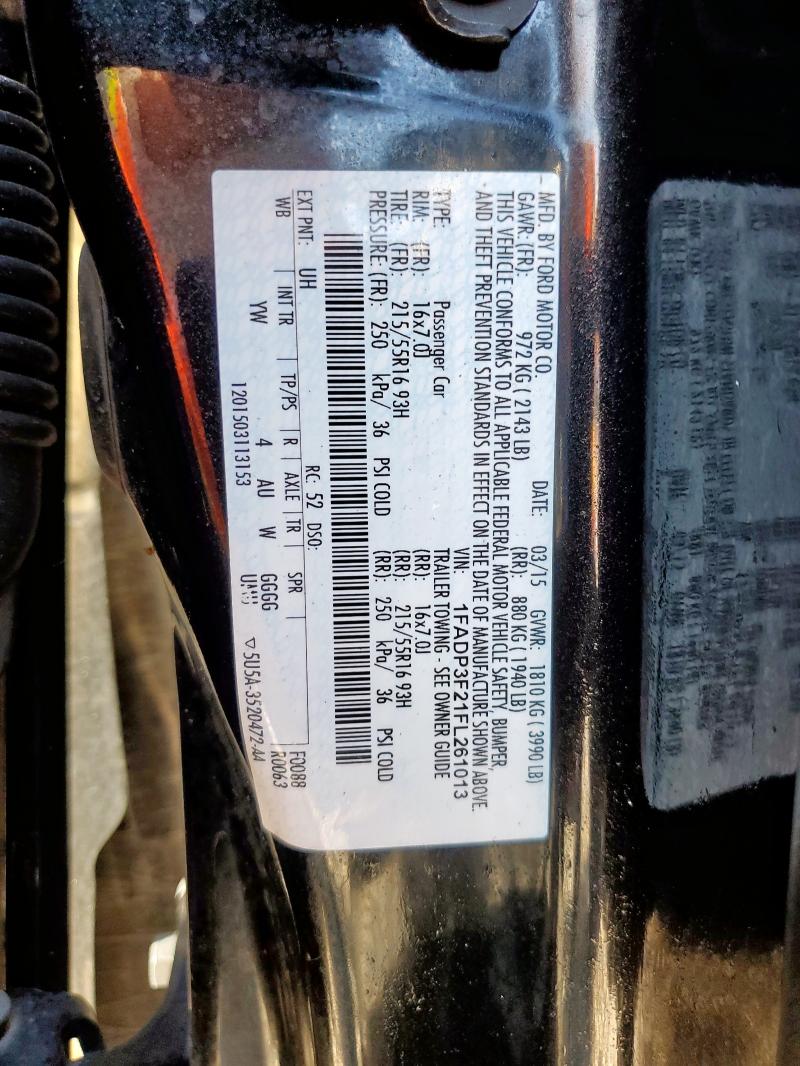 MFD. BY FORD MOTOR CO.
DATE: 03/15 GVWR: 1810 KG ( 3990 LB)
GAWR: (FR): 972 KG ( 2143 LB) (RR): 880 KG ( 1940 LB)
THIS VEHICLE CONFORMS TO ALL APPLICABLE FEDERAL MOTOR VEHICLE SAFETY, BUMPER,
AND THEFT PREVENTION STANDARDS IN EFFECT ON THE DATE OF MANUFACTURE SHOWN ABOVE.
VIN: 1FADP3F21FL261013
TYPE: Passenger Car TRAILER TOWING - SEE OWNER GUIDE
RIM: (FR): 16x7.0J (RR): 16x7.0J
TIRE: (FR): 215/55R16 93H (RR): 215/55R16 93H
PRESSURE: (FR): 250 kPa/ 36 PSI COLD (RR): 250 kPa/ 36 PSI COLD
EXT PNT: UH RC: 52 DSO: F0088
R0063
WB INT TR TP/PS R AXLE TR SPR
YW 4 AU W GGGG
1201503113153 ▽5U5A-3520472-AA